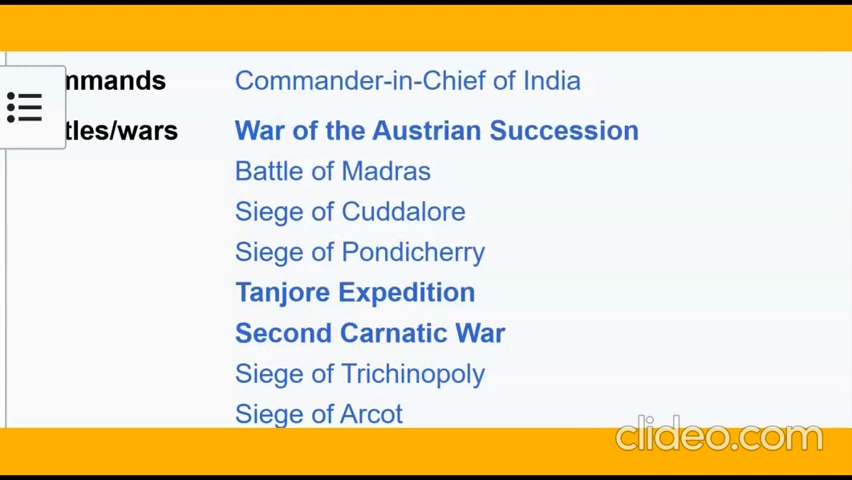 mmands Commander-in-Chief of India
tles/wars War of the Austrian Succession
Battle of Madras
Siege of Cuddalore
Siege of Pondicherry
Tanjore Expedition
Second Carnatic War
Siege of Trichinopoly
Siege of Arcot
clideo.com